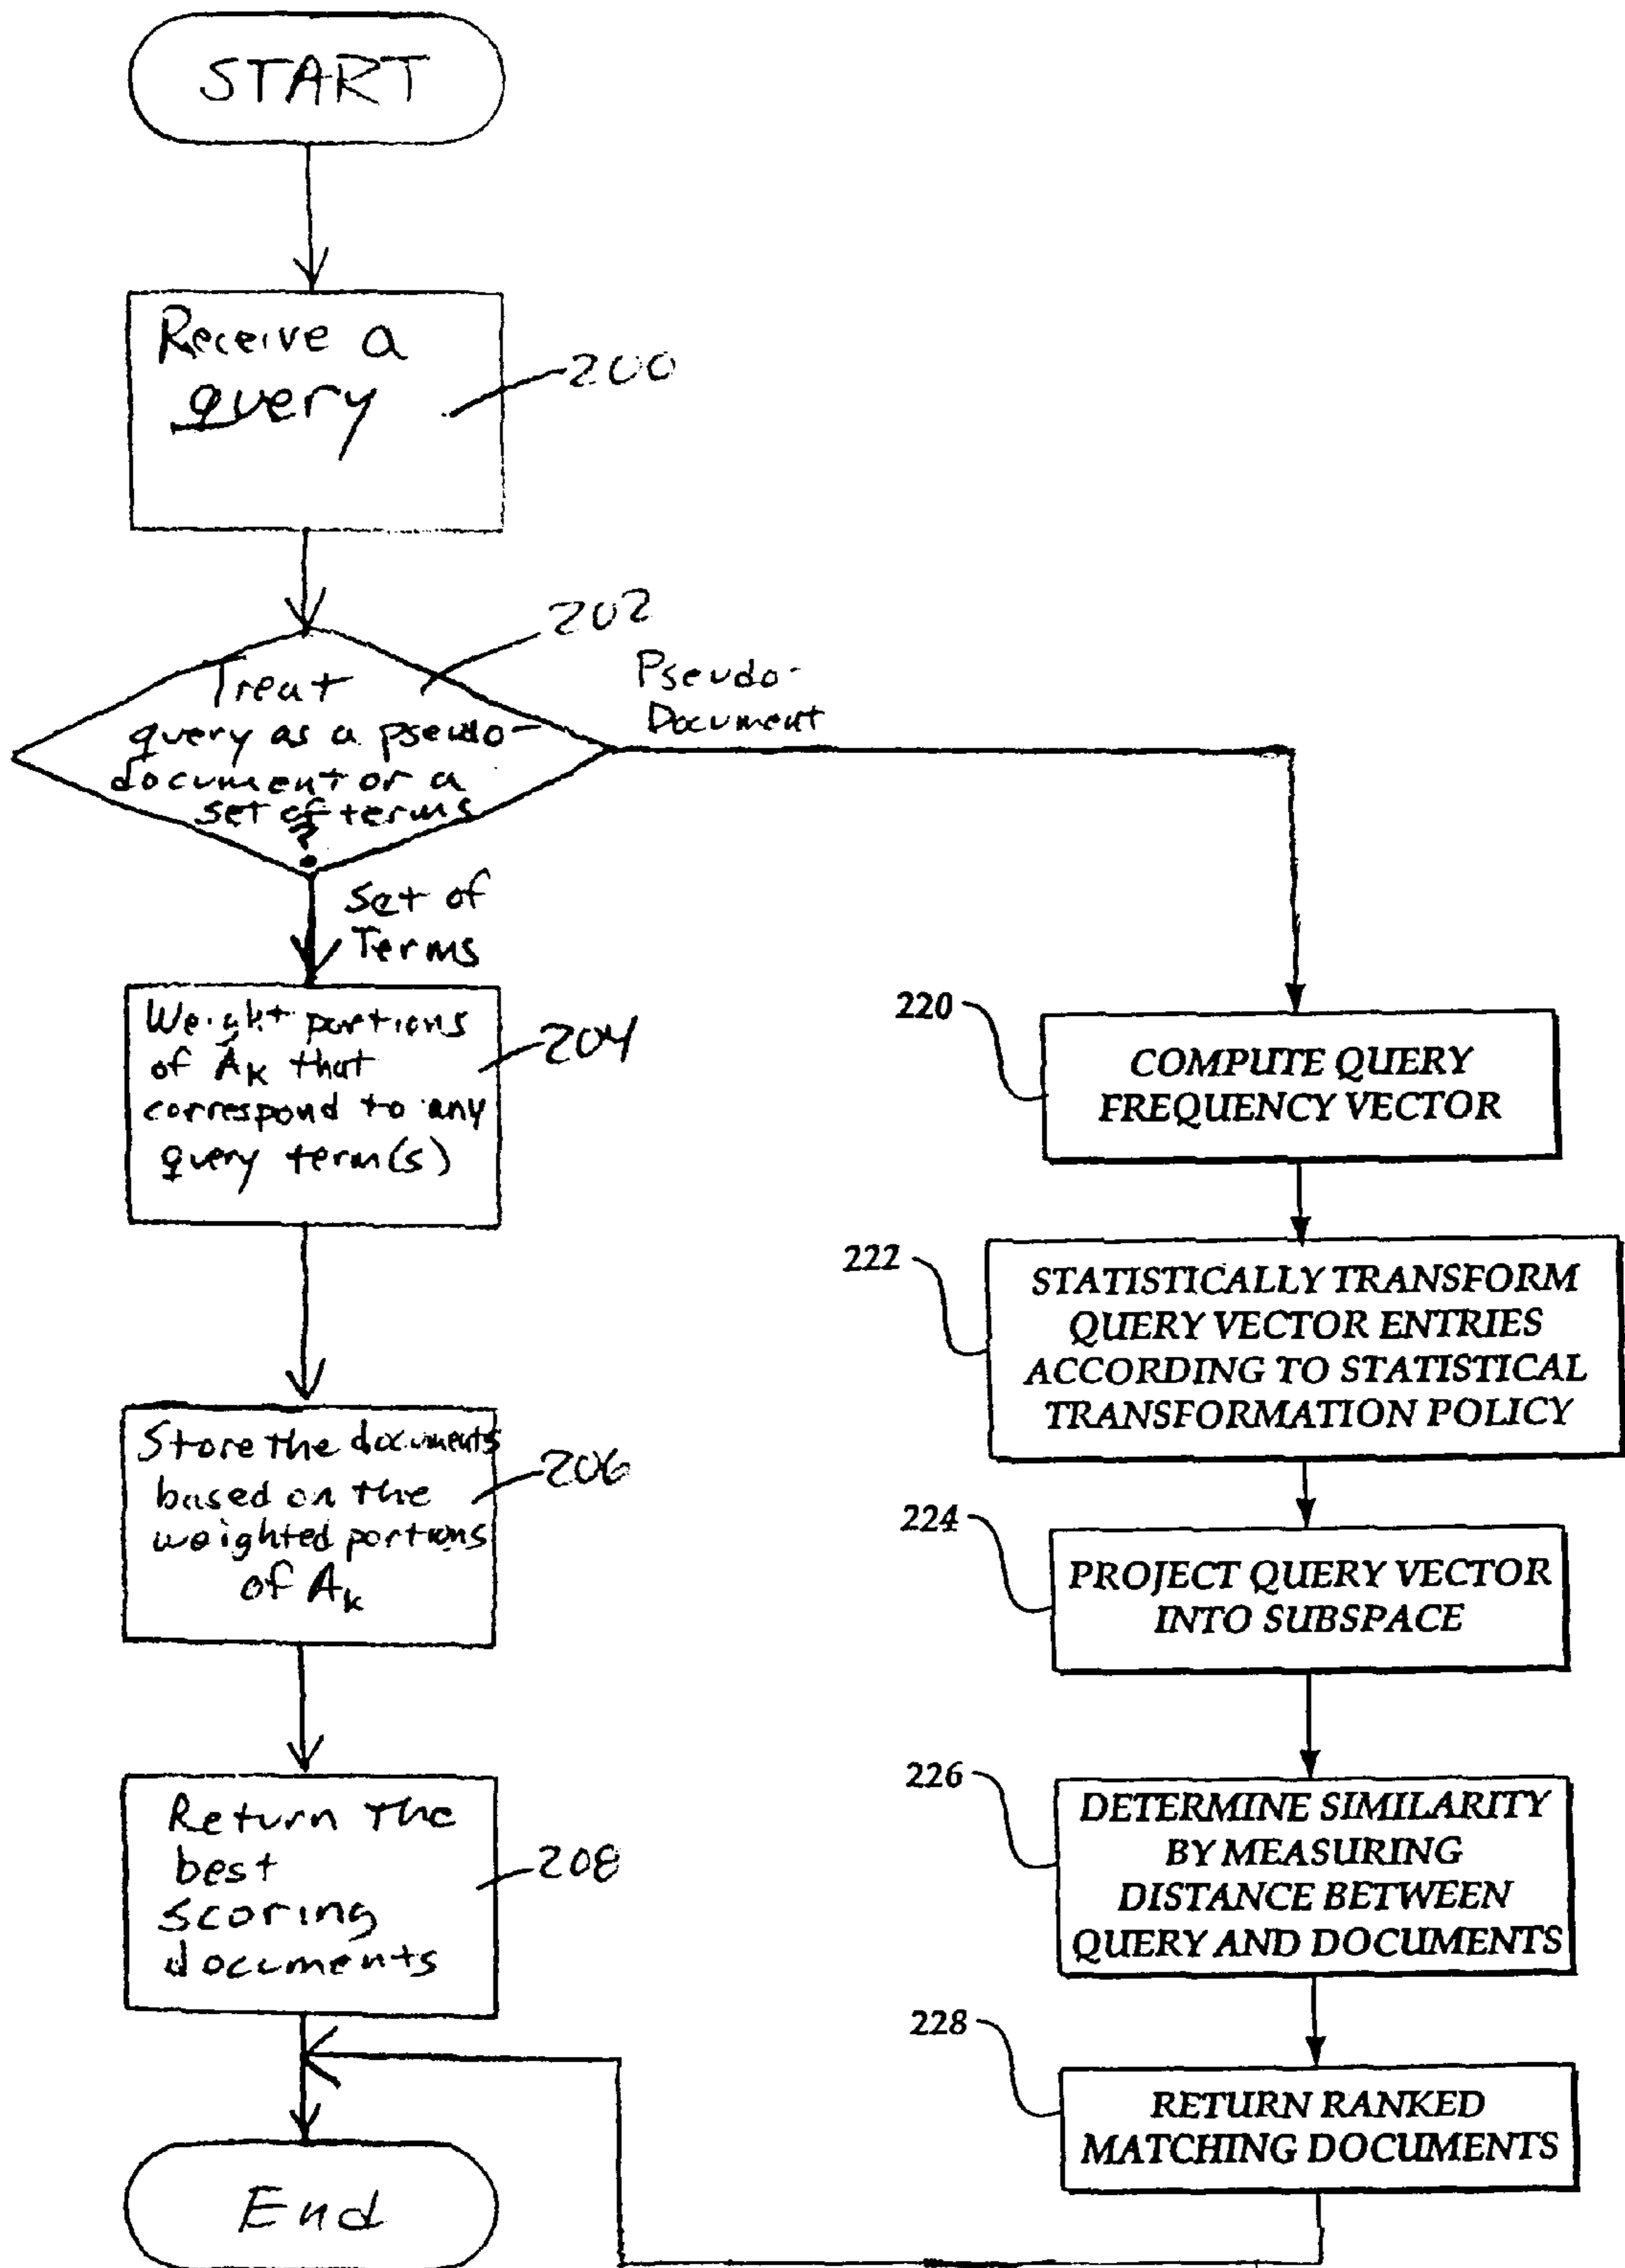 START
Receive a
query
200
202
Treat
query as a pseudo-
document or a
set of terms
?
Pseudo-
Document
Set of
Terms
Weight portions
of Ak that
correspond to any
query term(s)
204
Store the documents
based on the
weighted portions
of Ak
206
Return the
best
scoring
documents
208
End
220
COMPUTE QUERY
FREQUENCY VECTOR
222
STATISTICALLY TRANSFORM
QUERY VECTOR ENTRIES
ACCORDING TO STATISTICAL
TRANSFORMATION POLICY
224
PROJECT QUERY VECTOR
INTO SUBSPACE
226
DETERMINE SIMILARITY
BY MEASURING
DISTANCE BETWEEN
QUERY AND DOCUMENTS
228
RETURN RANKED
MATCHING DOCUMENTS